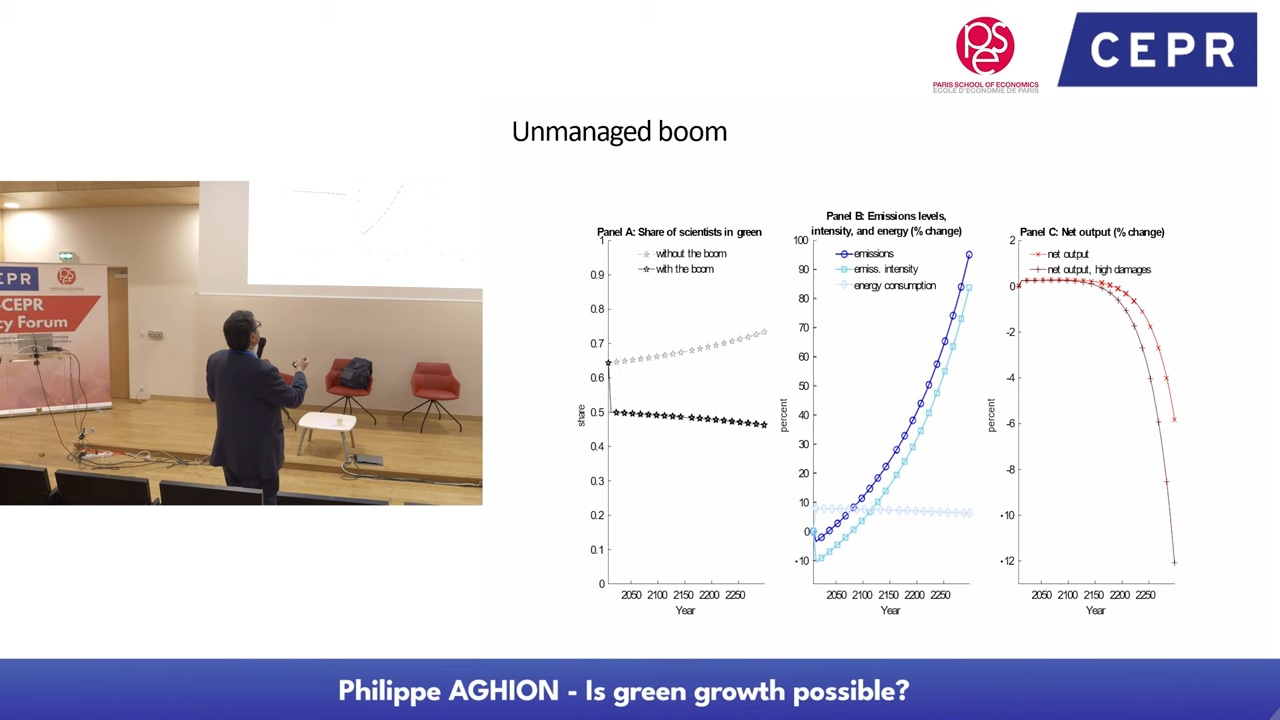 pse
PARIS SCHOOL OF ECONOMICS
ÉCOLE D'ÉCONOMIE DE PARIS
CEPR
Unmanaged boom
Panel A: Share of scientists in green
1
without the boom
with the boom
0.9
0.8
0.7
0.6
0.5
0.4
0.3
0.2
0.1
0
share
2050 2100 2150 2200 2250
Year
Panel B: Emissions levels,
intensity, and energy (% change)
100
emissions
emiss. intensity
energy consumption
90
80
70
60
50
40
30
20
10
0
-10
percent
2050 2100 2150 2200 2250
Year
Panel C: Net output (% change)
2
net output
net output, high damages
0
-2
-4
-6
-8
-10
-12
percent
2050 2100 2150 2200 2250
Year
EPR
-CEPR
cy Forum
Philippe AGHION - Is green growth possible?